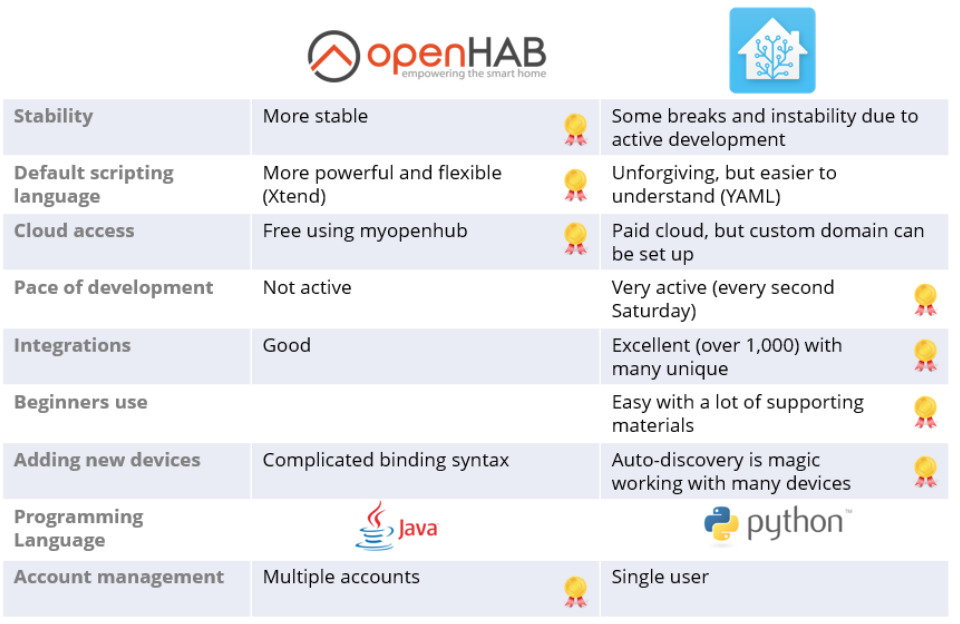 openHAB
empowering the smart home
Stability
More stable
Some breaks and instability due to
active development
Default scripting
language
More powerful and flexible
(Xtend)
Unforgiving, but easier to
understand (YAML)
Cloud access
Free using myopenhub
Paid cloud, but custom domain can
be set up
Pace of development
Not active
Very active (every second
Saturday)
Integrations
Good
Excellent (over 1,000) with
many unique
Beginners use
Easy with a lot of supporting
materials
Adding new devices
Complicated binding syntax
Auto-discovery is magic
working with many devices
Programming
Language
Java
python™
Account management
Multiple accounts
Single user